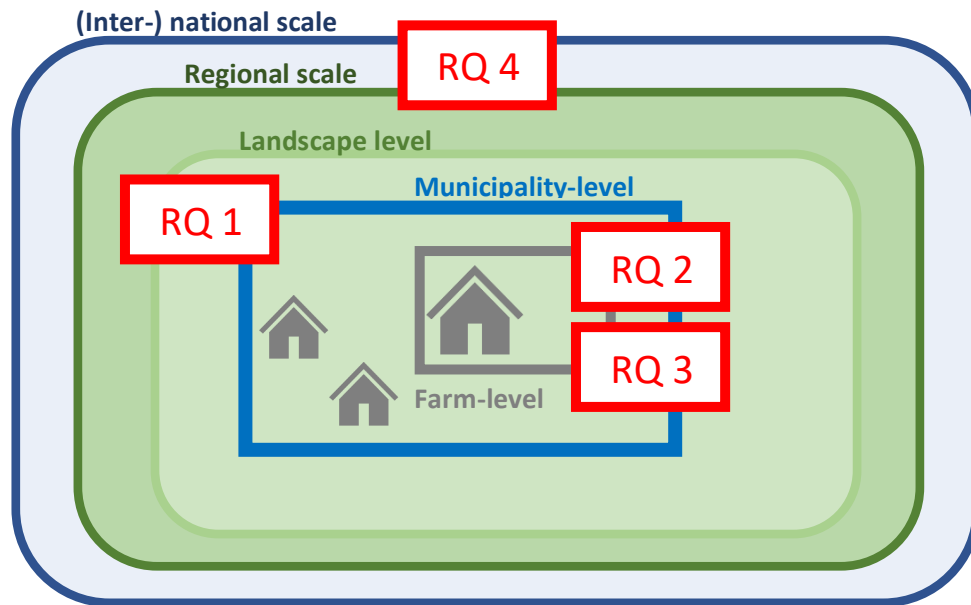 (Inter-) national scale
RQ 4
Regional scale
Landscape level
Municipality-level
RQ 1
RQ 2
RQ 3
Farm-level